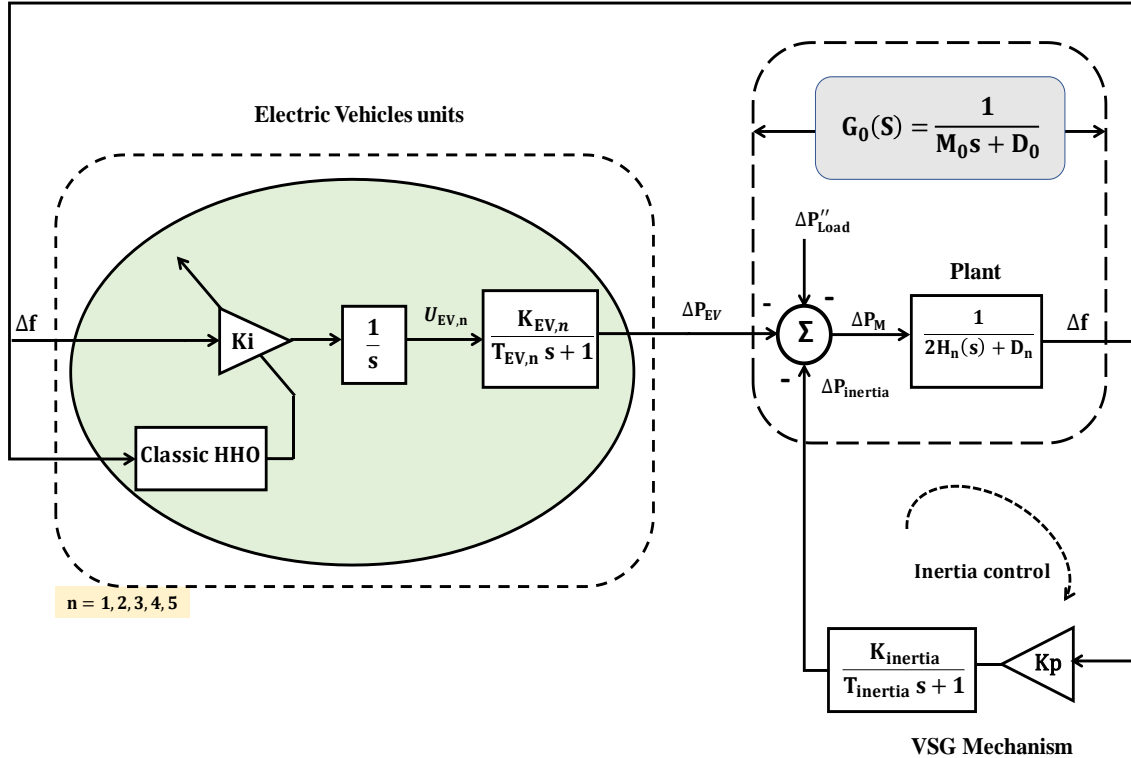 Electric Vehicles units
G₀(S) = 1 / (M₀s + D₀)
ΔP″Load
Plant
Δf
Ki
1 / s
U_EV,n
K_EV,n / (T_EV,n s + 1)
ΔP_EV
-
-
Σ
ΔP_M
1 / (2H_n(s) + D_n)
Δf
-
ΔP_inertia
Classic HHO
Inertia control
n = 1, 2, 3, 4, 5
K_inertia / (T_inertia s + 1)
Kp
VSG Mechanism